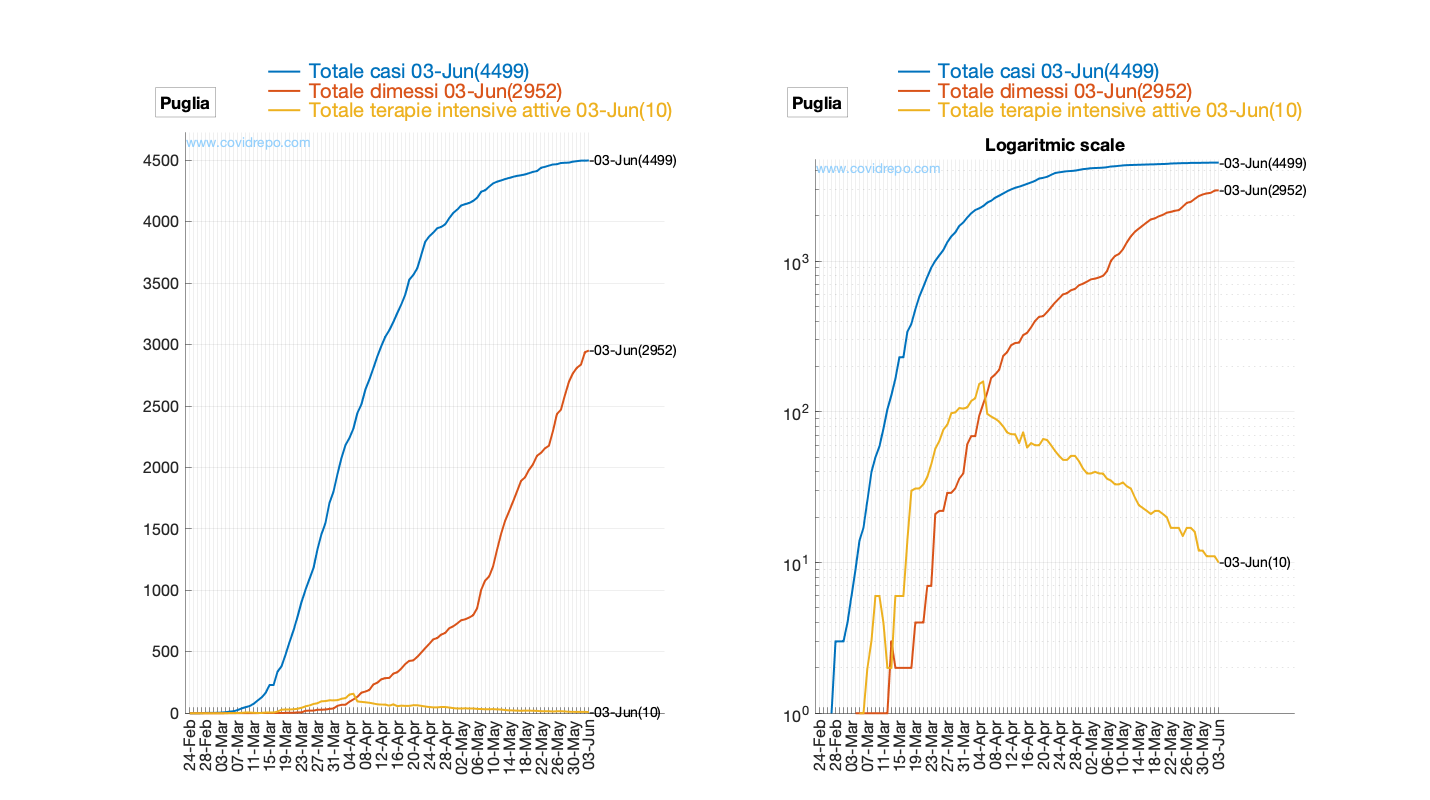 Totale casi 03-Jun(4499)
Totale dimessi 03-Jun(2952)
Totale terapie intensive attive 03-Jun(10)
Puglia
www.covidrepo.com
4500
4000
3500
3000
2500
2000
1500
1000
500
0
-03-Jun(4499)
-03-Jun(2952)
-03-Jun(10)
24-Feb
28-Feb
03-Mar
07-Mar
11-Mar
15-Mar
19-Mar
23-Mar
27-Mar
31-Mar
04-Apr
08-Apr
12-Apr
16-Apr
20-Apr
24-Apr
28-Apr
02-May
06-May
10-May
14-May
18-May
22-May
26-May
30-May
03-Jun
Totale casi 03-Jun(4499)
Totale dimessi 03-Jun(2952)
Totale terapie intensive attive 03-Jun(10)
Puglia
Logaritmic scale
www.covidrepo.com
10³
10²
10¹
10⁰
-03-Jun(4499)
-03-Jun(2952)
-03-Jun(10)
24-Feb
28-Feb
03-Mar
07-Mar
11-Mar
15-Mar
19-Mar
23-Mar
27-Mar
31-Mar
04-Apr
08-Apr
12-Apr
16-Apr
20-Apr
24-Apr
28-Apr
02-May
06-May
10-May
14-May
18-May
22-May
26-May
30-May
03-Jun